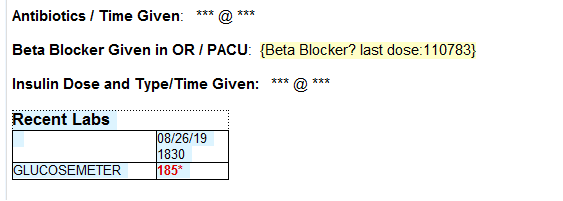 Antibiotics / Time Given:   *** @ ***
Beta Blocker Given in OR / PACU:  {Beta Blocker? last dose:110783}
Insulin Dose and Type/Time Given:   *** @ ***
Recent Labs
08/26/19
1830
GLUCOSEMETER 185*